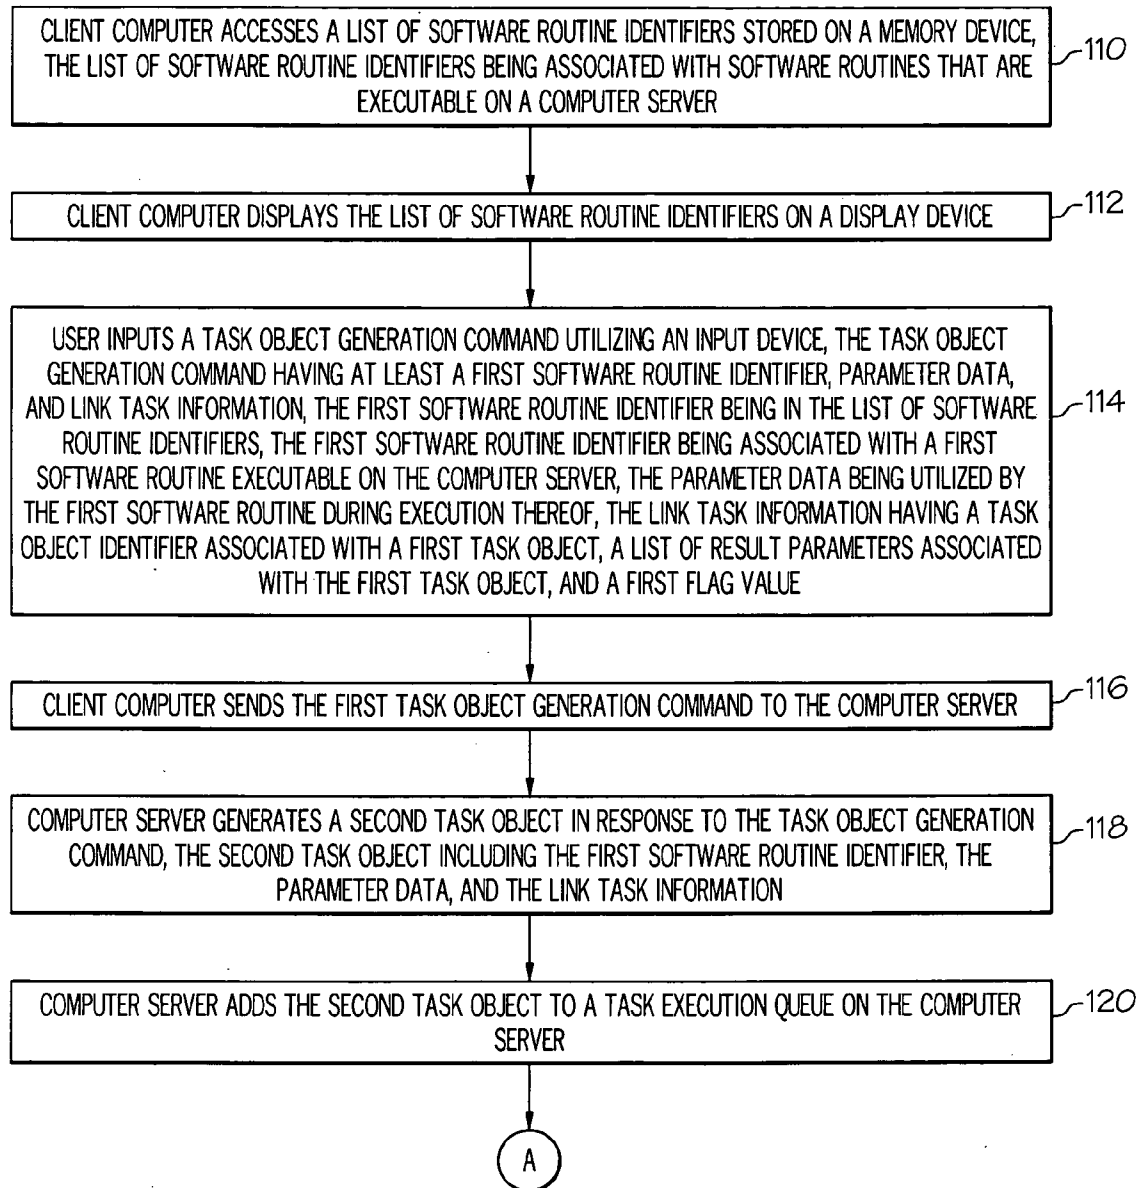 CLIENT COMPUTER ACCESSES A LIST OF SOFTWARE ROUTINE IDENTIFIERS STORED ON A MEMORY DEVICE,
THE LIST OF SOFTWARE ROUTINE IDENTIFIERS BEING ASSOCIATED WITH SOFTWARE ROUTINES THAT ARE
EXECUTABLE ON A COMPUTER SERVER
110
CLIENT COMPUTER DISPLAYS THE LIST OF SOFTWARE ROUTINE IDENTIFIERS ON A DISPLAY DEVICE
112
USER INPUTS A TASK OBJECT GENERATION COMMAND UTILIZING AN INPUT DEVICE, THE TASK OBJECT
GENERATION COMMAND HAVING AT LEAST A FIRST SOFTWARE ROUTINE IDENTIFIER, PARAMETER DATA,
AND LINK TASK INFORMATION, THE FIRST SOFTWARE ROUTINE IDENTIFIER BEING IN THE LIST OF SOFTWARE
ROUTINE IDENTIFIERS, THE FIRST SOFTWARE ROUTINE IDENTIFIER BEING ASSOCIATED WITH A FIRST
SOFTWARE ROUTINE EXECUTABLE ON THE COMPUTER SERVER, THE PARAMETER DATA BEING UTILIZED BY
THE FIRST SOFTWARE ROUTINE DURING EXECUTION THEREOF, THE LINK TASK INFORMATION HAVING A TASK
OBJECT IDENTIFIER ASSOCIATED WITH A FIRST TASK OBJECT, A LIST OF RESULT PARAMETERS ASSOCIATED
WITH THE FIRST TASK OBJECT, AND A FIRST FLAG VALUE
114
CLIENT COMPUTER SENDS THE FIRST TASK OBJECT GENERATION COMMAND TO THE COMPUTER SERVER
116
COMPUTER SERVER GENERATES A SECOND TASK OBJECT IN RESPONSE TO THE TASK OBJECT GENERATION
COMMAND, THE SECOND TASK OBJECT INCLUDING THE FIRST SOFTWARE ROUTINE IDENTIFIER, THE
PARAMETER DATA, AND THE LINK TASK INFORMATION
118
COMPUTER SERVER ADDS THE SECOND TASK OBJECT TO A TASK EXECUTION QUEUE ON THE COMPUTER
SERVER
120
A